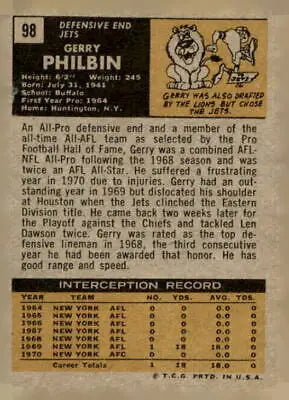 98
DEFENSIVE END
JETS
GERRY
PHILBIN
Height: 6'2" Weight: 245
Born: July 31, 1941
School: Buffalo
First Year Pro: 1964
Home: Huntington, N.Y.
GERRY WAS ALSO DRAFTED
BY THE LIONS BUT CHOSE
THE JETS.
An All-Pro defensive end and a member of the
all-time All-AFL team as selected by the Pro
Football Hall of Fame, Gerry was a combined AFL-
NFL All-Pro following the 1968 season and was
twice an AFL All-Star. He suffered a frustrating
year in 1970 due to injuries. Gerry had an out-
standing year in 1969 but dislocated his shoulder
at Houston when the Jets clinched the Eastern
Division title. He came back two weeks later for
the Playoff against the Chiefs and tackled Len
Dawson twice. Gerry was rated as the top de-
fensive lineman in 1968, the third consecutive
year he had been awarded that honor. He has
good range and speed.
INTERCEPTION RECORD
YEAR TEAM NO. YDS. AVG. TD
1964 NEW YORK AFL 0 0 0.0 0
1965 NEW YORK AFL 0 0 0.0 0
1966 NEW YORK AFL 0 0 0.0 0
1967 NEW YORK AFL 0 0 0.0 0
1968 NEW YORK AFL 0 0 0.0 0
1969 NEW YORK AFL 1 18 18.0 0
1970 NEW YORK AFC 0 0 0.0 0
Career Totals 1 18 18.0 0
© T.C.G. PRTD. IN U.S.A.